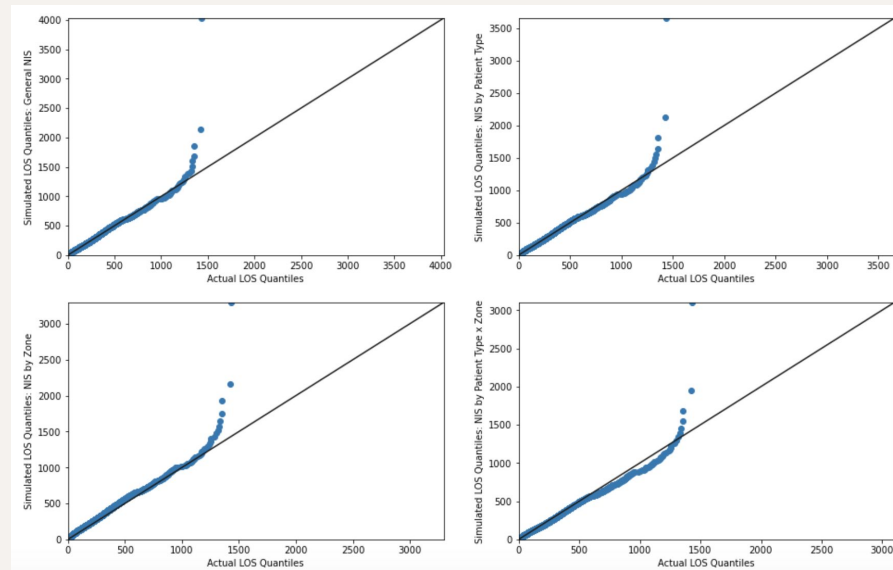 4000
3500
3000
2500
2000
1500
1000
500
0
Simulated LOS Quantiles: General NIS
0 500 1000 1500 2000 2500 3000 3500 4000
Actual LOS Quantiles
3500
3000
2500
2000
1500
1000
500
0
Simulated LOS Quantiles: NIS by Patient Type
0 500 1000 1500 2000 2500 3000 3500
Actual LOS Quantiles
3000
2500
2000
1500
1000
500
0
Simulated LOS Quantiles: NIS by Zone
0 500 1000 1500 2000 2500 3000
Actual LOS Quantiles
3000
2500
2000
1500
1000
500
0
Simulated LOS Quantiles: NIS by Patient Type x Zone
0 500 1000 1500 2000 2500 3000
Actual LOS Quantiles